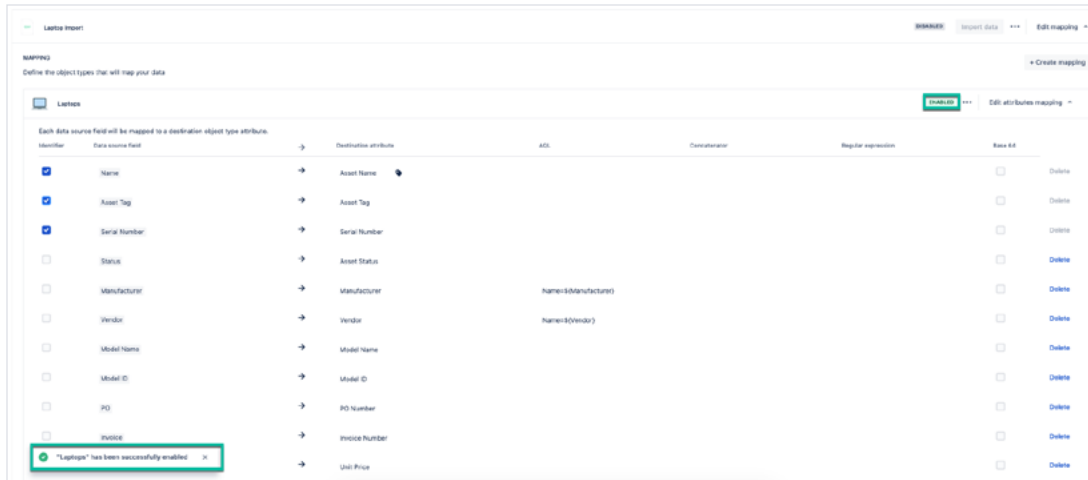 Laptop Import DISABLED Import data ••• Edit mapping
MAPPING
Define the object types that will map your data
+ Create mapping
Laptops ENABLED ••• Edit attributes mapping
Each data source field will be mapped to a destination object type attribute.
Identifier Data source field → Destination attribute AQL Concatenator Regular expression Base 64
Name → Asset Name Delete
Asset Tag → Asset Tag Delete
Serial Number → Serial Number Delete
Status → Asset Status Delete
Manufacturer → Manufacturer Name=${Manufacturer} Delete
Vendor → Vendor Name=${Vendor} Delete
Model Name → Model Name Delete
Model ID → Model ID Delete
PO → PO Number Delete
Invoice → Invoice Number Delete
"Laptops" has been successfully enabled ×
→ Unit Price Delete